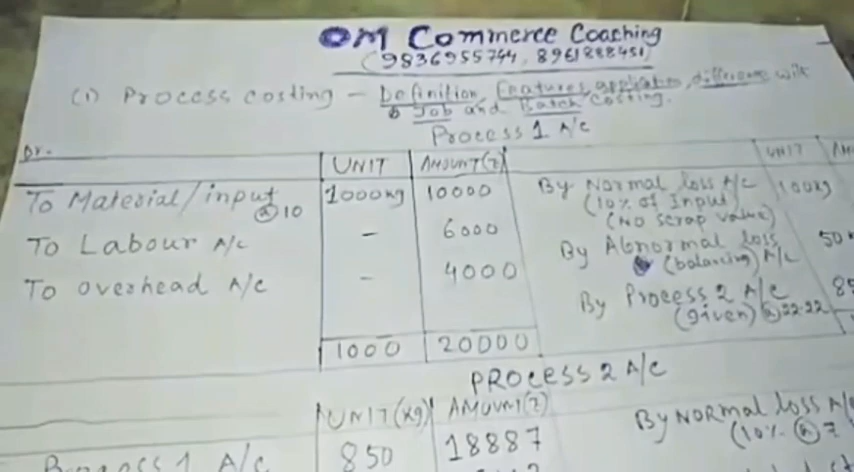 OM Commerce Coaching
(9836955744, 8961888451)
(1) Process costing - Definition, Features, application, difference with
Job and Batch Costing.
Process 1 A/c
Dr.
UNIT AMOUNT(₹) UNIT
To Material/input 1000kg 10000 By Normal loss A/c 100kg
@ 10 (10% of Input)
(No scrap value)
To Labour A/c - 6000 By Abnormal loss 50
(balancing) A/c
To Overhead A/c - 4000 By Process 2 A/c
(given) @ 22.22
1000 20000
PROCESS 2 A/c
UNIT(Kg) AMOUNT(₹)
By NORMAL loss A/c
Process 1 A/c 850 18887 (10% @ 7